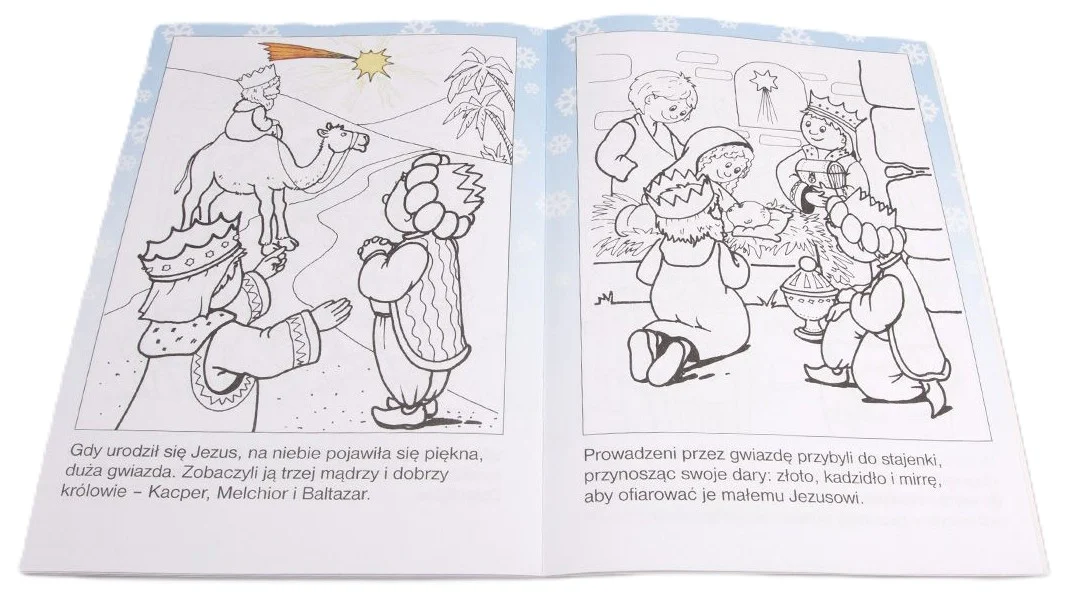 Gdy urodził się Jezus, na niebie pojawiła się piękna,
duża gwiazda. Zobaczyli ją trzej mądrzy i dobrzy
królowie – Kacper, Melchior i Baltazar.
Prowadzeni przez gwiazdę przybyli do stajenki,
przynosząc swoje dary: złoto, kadzidło i mirrę,
aby ofiarować je małemu Jezusowi.